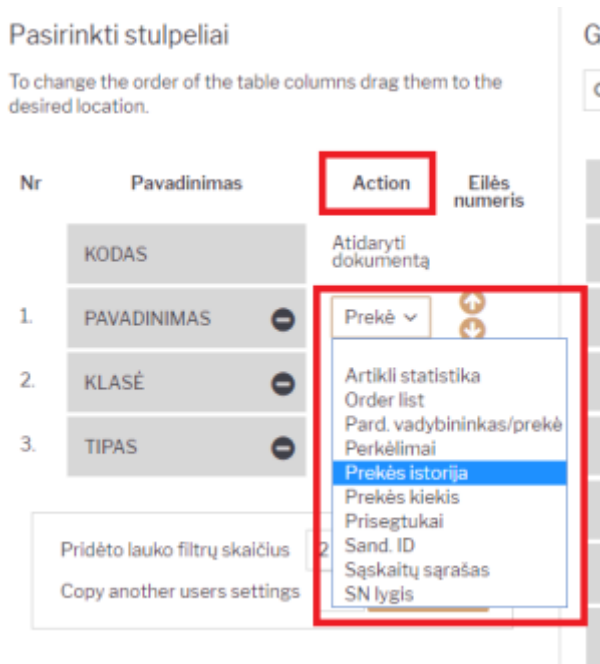 Pasirinkti stulpeliai
G
To change the order of the table columns drag them to the
desired location.
Nr Pavadinimas Action Eilės
numeris
KODAS Atidaryti
dokumentą
1. PAVADINIMAS Prekė
2. KLASĖ
3. TIPAS
Artikli statistika
Order list
Pard. vadybininkas/prekė
Perkėlimai
Prekės istorija
Prekės kiekis
Prisegtukai
Sand. ID
Sąskaitų sąrašas
SN lygis
Pridėto lauko filtrų skaičius 2
Copy another users settings